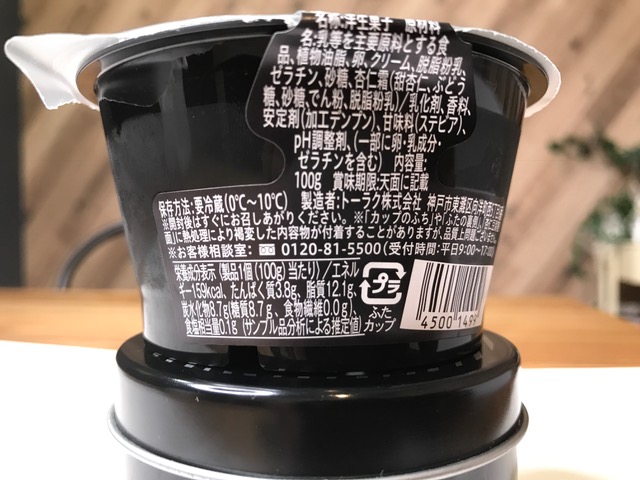 名称:洋生菓子 原材料
名:乳等を主要原料とする食
品、植物油脂、卵、クリーム、脱脂粉乳、
ゼラチン、砂糖、杏仁霜(甜杏仁、ぶどう
糖、砂糖、でん粉、脱脂粉乳)/乳化剤、香料、
安定剤(加工デンプン)、甘味料(ステビア)、
pH調整剤、(一部に卵・乳成分・
ゼラチンを含む) 内容量:
100g 賞味期限:天面に記載
保存方法:要冷蔵(0℃~10℃) 製造者:トーラク株式会社 神戸市東灘区
※開封後はすぐにお召しあがりください。※「カップのふち」や「ふたの裏
面」に熱処理により褐変した内容物が付着することがありますが、品質上問題ございません。
※お客様相談室: 0120-81-5500(受付時間:平日9:00~17:00)
栄養成分表示(製品1個(100g)当たり)/エネル
ギー159kcal、たんぱく質3.8g、脂質12.1g、
炭水化物8.7g(糖質8.7g、食物繊維0.0g)、
食塩相当量0.1g(サンプル品分析による推定値)
プラ
ふた
カップ
4500 1499